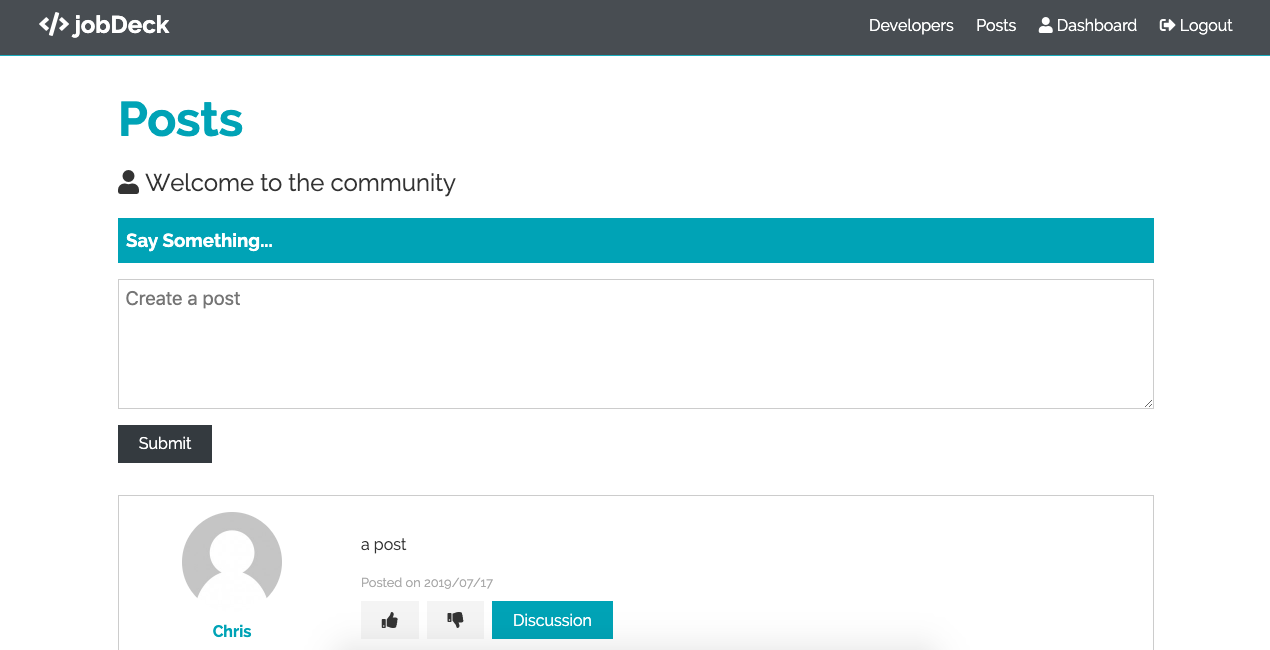 </> jobDeck Developers Posts Dashboard Logout
Posts
Welcome to the community
Say Something...
Create a post
Submit
a post
Posted on 2019/07/17
Discussion
Chris